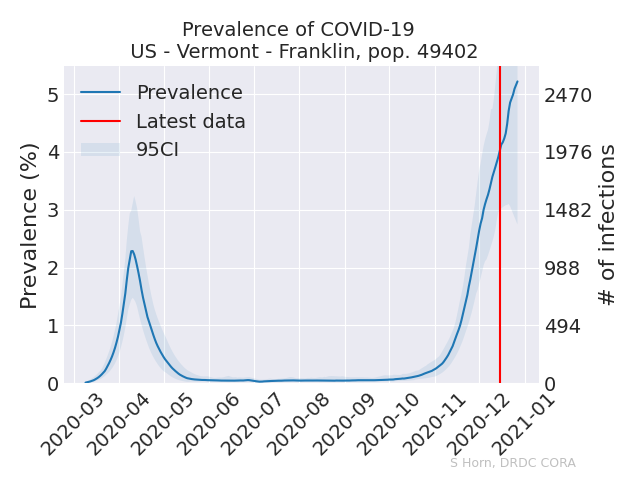 Prevalence of COVID-19
US - Vermont - Franklin, pop. 49402
Prevalence
Latest data
95CI
Prevalence (%)
5
4
3
2
1
0
2470
1976
1482
988
494
0
# of infections
2020-03
2020-04
2020-05
2020-06
2020-07
2020-08
2020-09
2020-10
2020-11
2020-12
2021-01
S Horn, DRDC CORA